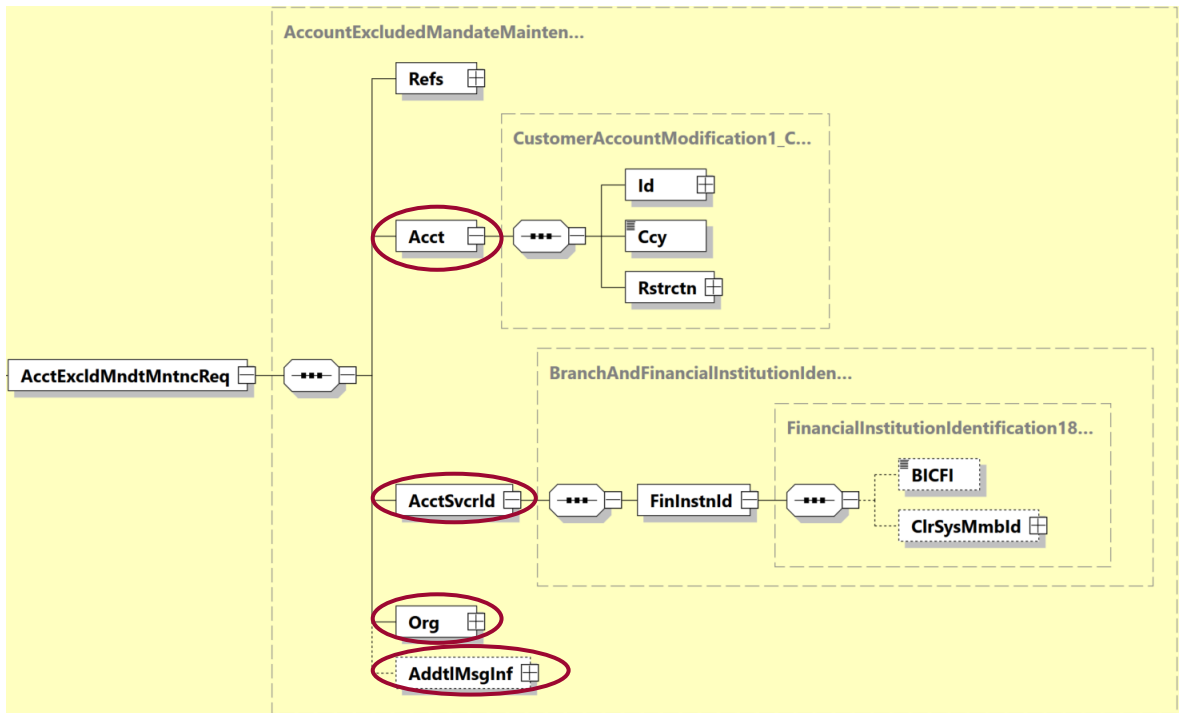 AccountExcludedMandateMainten...
Refs
CustomerAccountModification1_C...
Id
Acct
Ccy
Rstrctn
AcctExcldMndtMntncReq
BranchAndFinancialInstitutionIden...
FinancialInstitutionIdentification18...
BICFI
AcctSvcrId
FinInstnId
ClrSysMmbId
Org
AddtlMsgInf